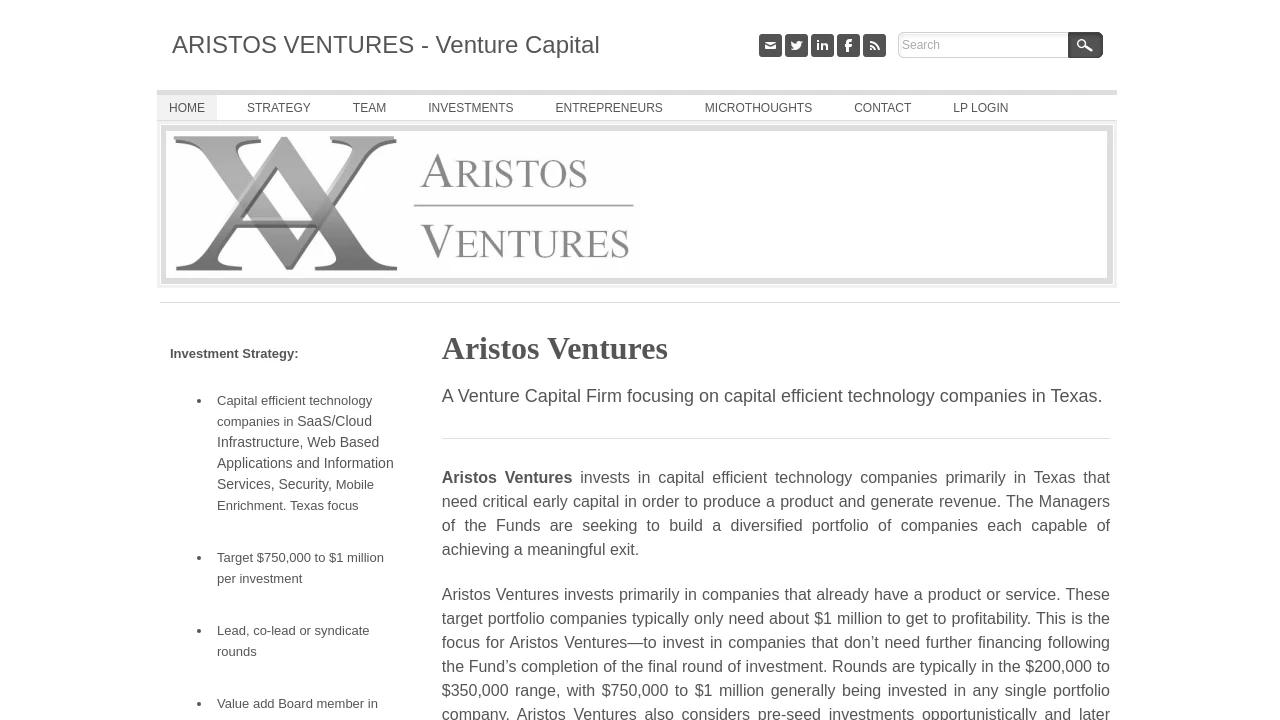 ARISTOS VENTURES - Venture Capital
Search
HOME STRATEGY TEAM INVESTMENTS ENTREPRENEURS MICROTHOUGHTS CONTACT LP LOGIN
ARISTOS
VENTURES
Investment Strategy:
• Capital efficient technology
companies in SaaS/Cloud
Infrastructure, Web Based
Applications and Information
Services, Security, Mobile
Enrichment. Texas focus
• Target $750,000 to $1 million
per investment
• Lead, co-lead or syndicate
rounds
• Value add Board member in
Aristos Ventures
A Venture Capital Firm focusing on capital efficient technology companies in Texas.
Aristos Ventures invests in capital efficient technology companies primarily in Texas that
need critical early capital in order to produce a product and generate revenue. The Managers
of the Funds are seeking to build a diversified portfolio of companies each capable of
achieving a meaningful exit.
Aristos Ventures invests primarily in companies that already have a product or service. These
target portfolio companies typically only need about $1 million to get to profitability. This is the
focus for Aristos Ventures—to invest in companies that don’t need further financing following
the Fund’s completion of the final round of investment. Rounds are typically in the $200,000 to
$350,000 range, with $750,000 to $1 million generally being invested in any single portfolio
company. Aristos Ventures also considers pre-seed investments opportunistically and later